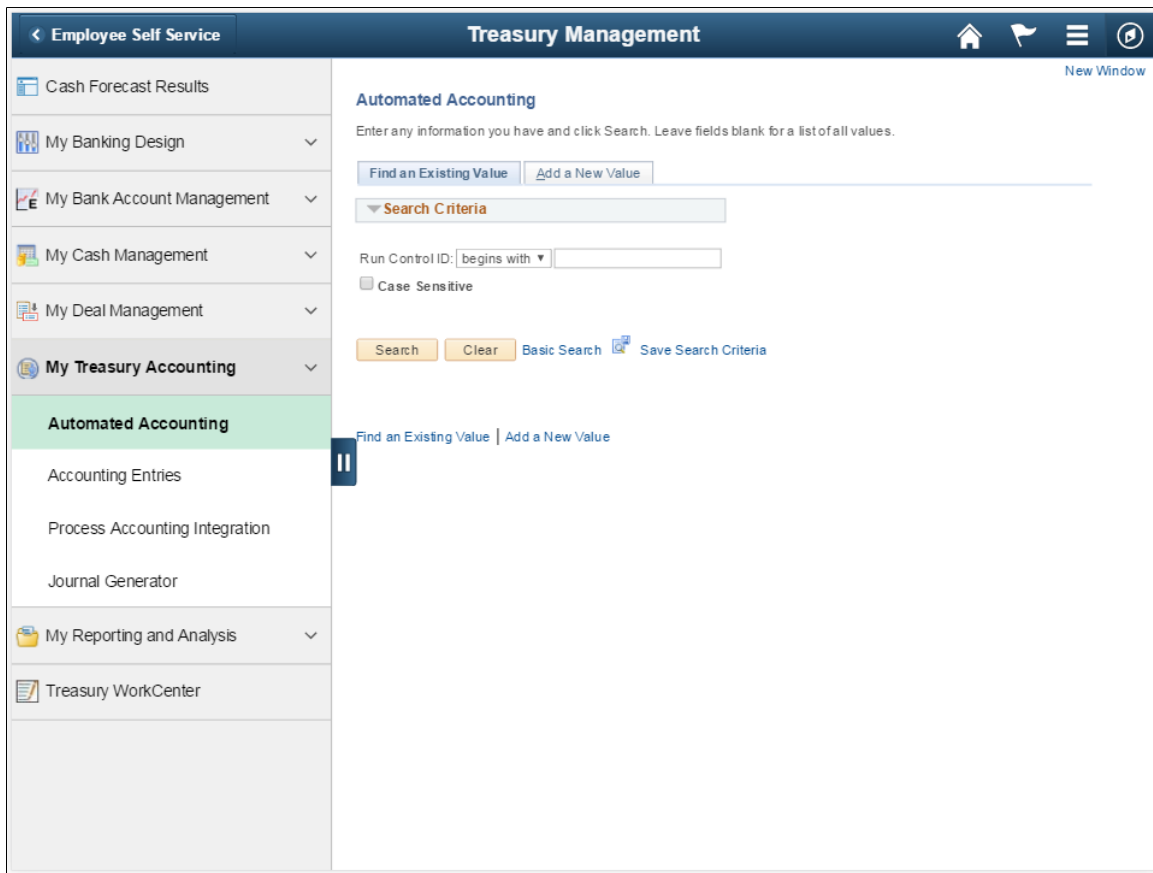 Employee Self Service
Treasury Management
New Window
Cash Forecast Results
My Banking Design
My Bank Account Management
My Cash Management
My Deal Management
My Treasury Accounting
Automated Accounting
Accounting Entries
Process Accounting Integration
Journal Generator
My Reporting and Analysis
Treasury WorkCenter
Automated Accounting
Enter any information you have and click Search. Leave fields blank for a list of all values.
Find an Existing Value Add a New Value
Search Criteria
Run Control ID: begins with
Case Sensitive
Search Clear Basic Search Save Search Criteria
Find an Existing Value | Add a New Value